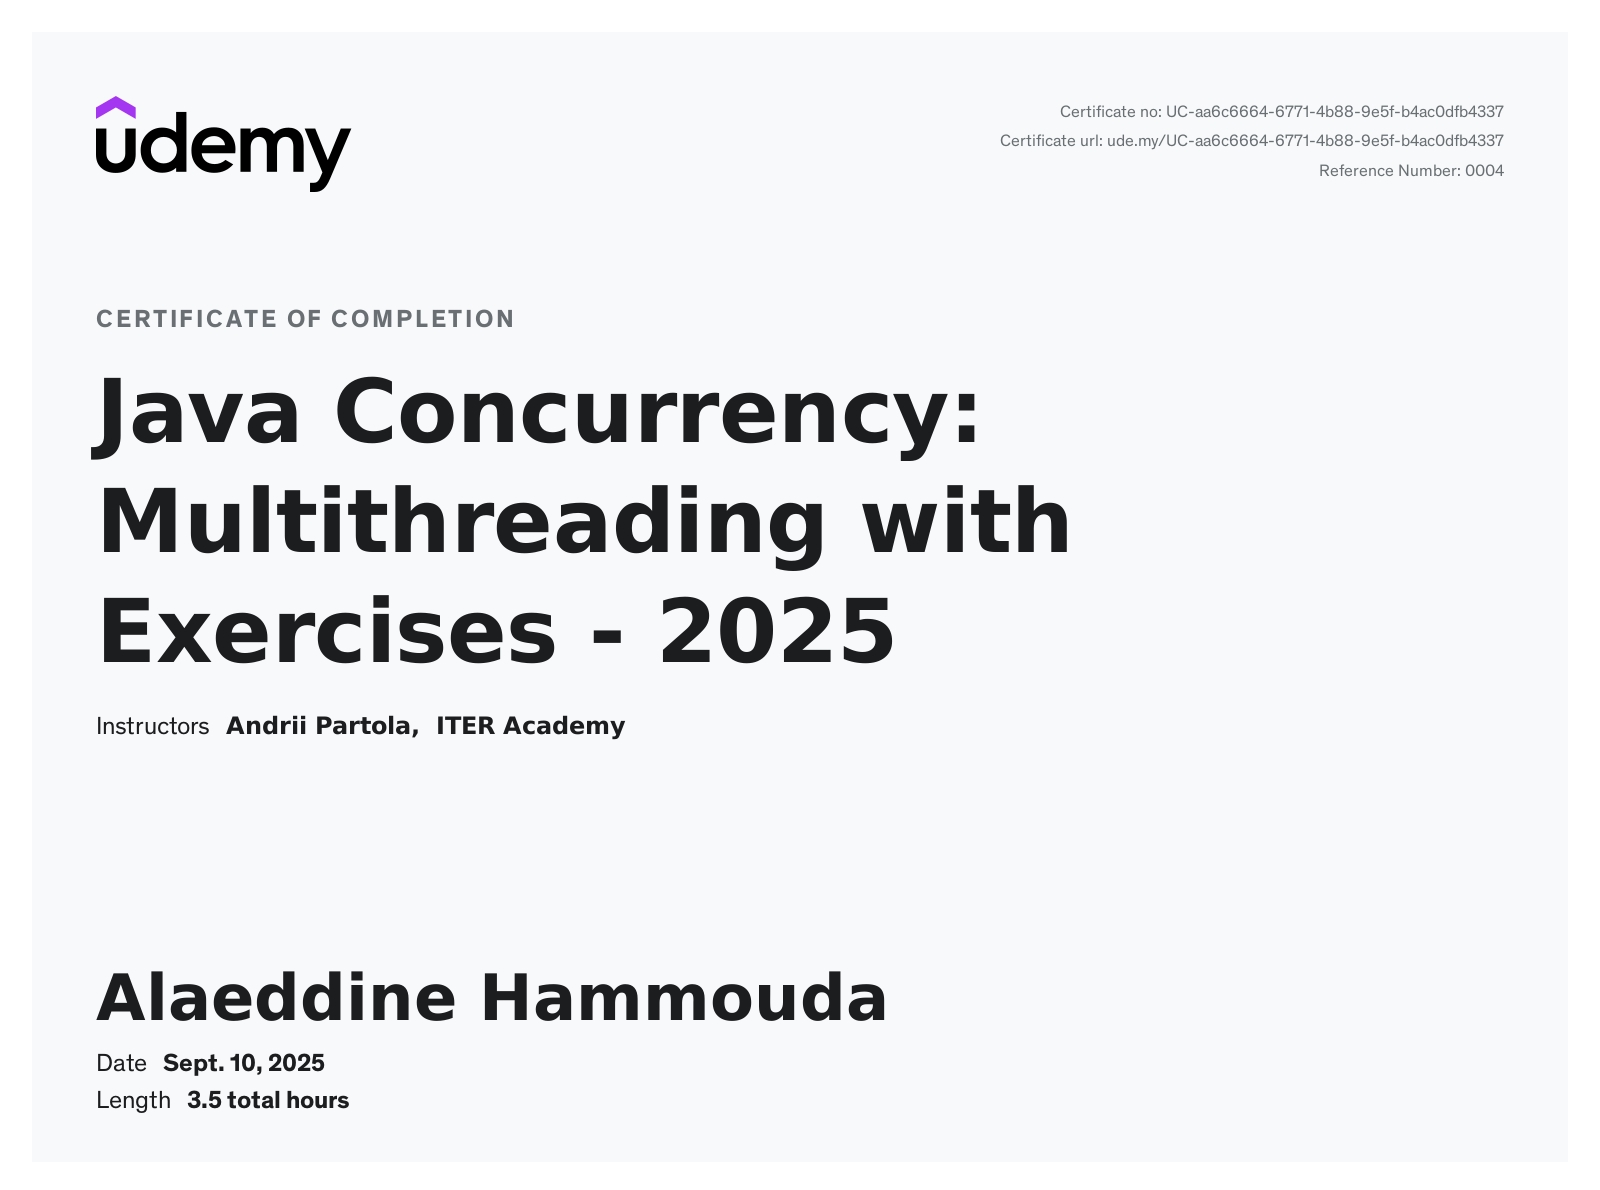 udemy
Certificate no: UC-aa6c6664-6771-4b88-9e5f-b4ac0dfb4337
Certificate url: ude.my/UC-aa6c6664-6771-4b88-9e5f-b4ac0dfb4337
Reference Number: 0004
CERTIFICATE OF COMPLETION
Java Concurrency:
Multithreading with
Exercises - 2025
Instructors Andrii Partola, ITER Academy
Alaeddine Hammouda
Date Sept. 10, 2025
Length 3.5 total hours